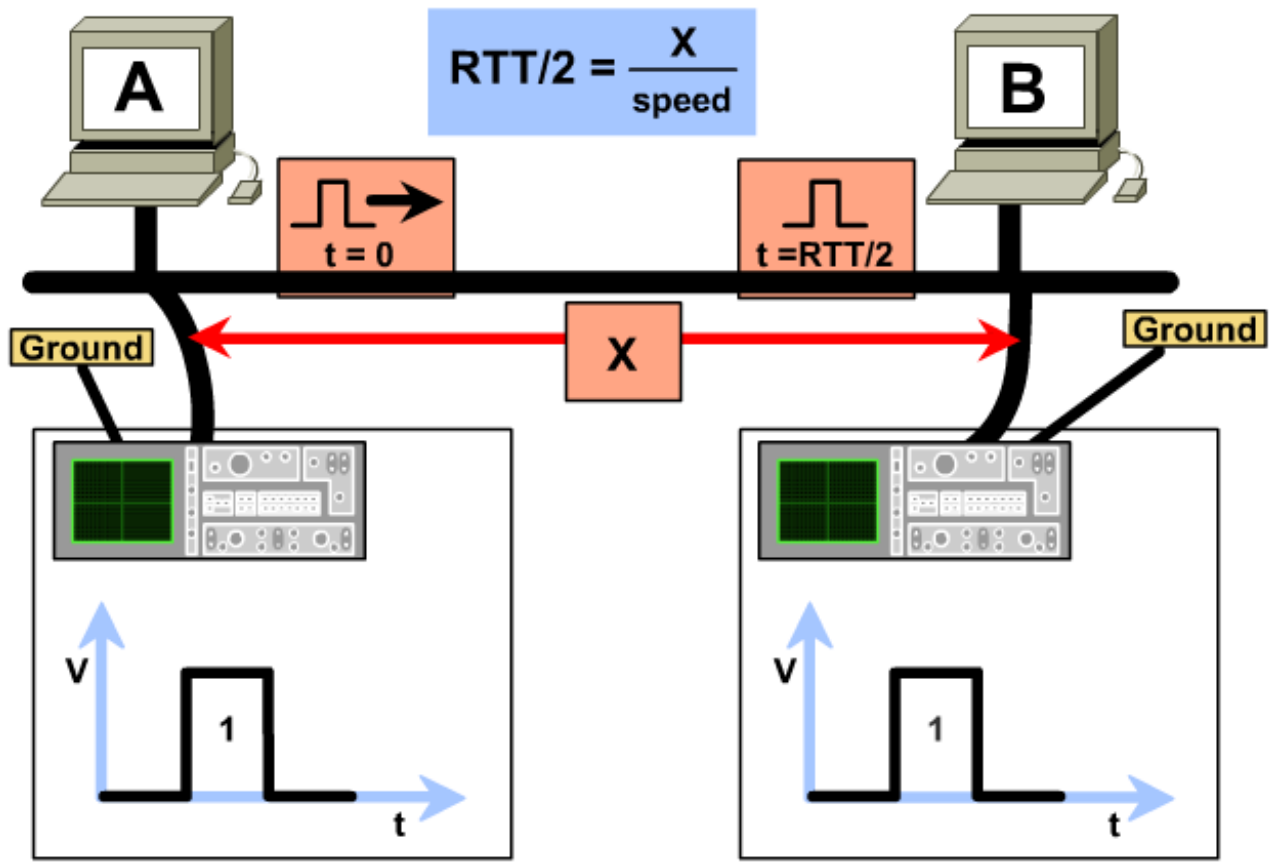 A
RTT/2 = X
speed
B
t = 0
t =RTT/2
Ground
X
Ground
V
1
t
V
1
t